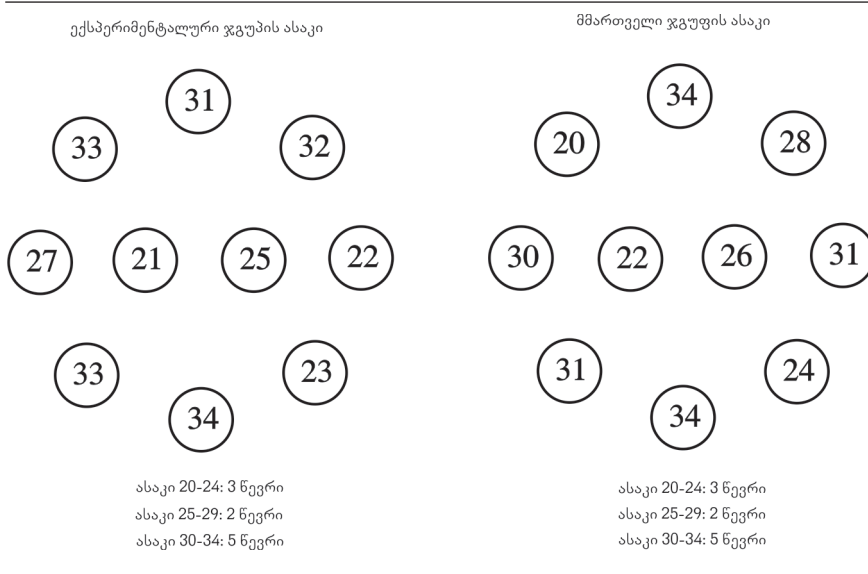 ექსპერიმენტალური ჯგუპის ასაკი
31
33 32
27 21 25 22
33 23
34
ასაკი 20-24: 3 წევრი
ასაკი 25-29: 2 წევრი
ასაკი 30-34: 5 წევრი
მმართველი ჯგუფის ასაკი
34
20 28
30 22 26 31
31 24
34
ასაკი 20-24: 3 წევრი
ასაკი 25-29: 2 წევრი
ასაკი 30-34: 5 წევრი